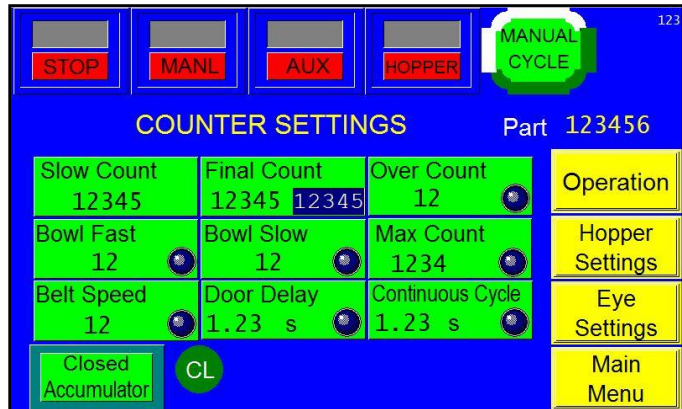 123
STOP MANL AUX HOPPER MANUAL CYCLE
COUNTER SETTINGS Part 123456
Slow Count Final Count Over Count Operation
12345 12345 12345 12
Bowl Fast Bowl Slow Max Count Hopper Settings
12 12 1234
Belt Speed Door Delay Continuous Cycle Eye Settings
12 1.23 s 1.23 s
Closed Accumulator CL Main Menu